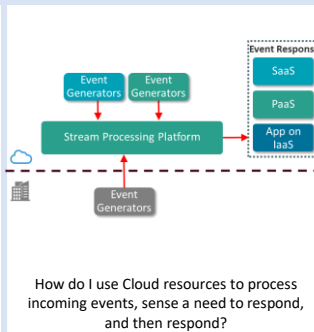 Event Respons
SaaS
Event
Generators
Event
Generators
PaaS
Stream Processing Platform
App on
IaaS
Event
Generators
How do I use Cloud resources to process
incoming events, sense a need to respond,
and then respond?